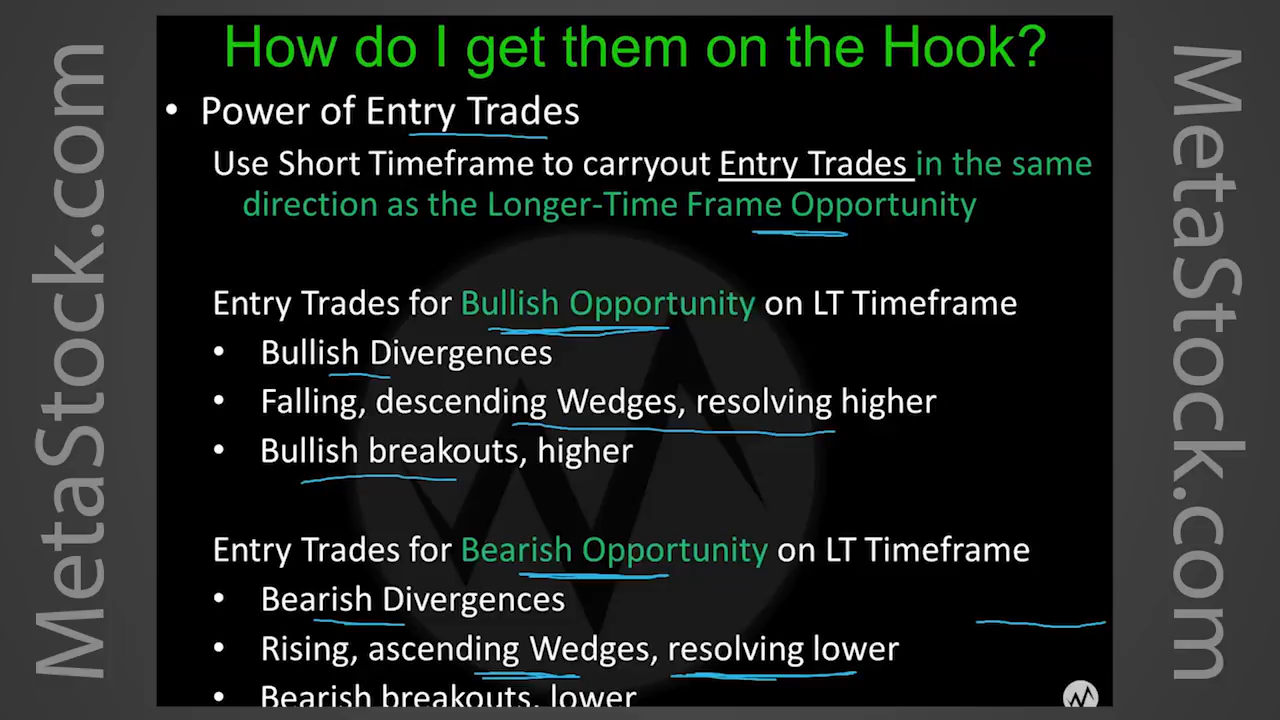 How do I get them on the Hook?
• Power of Entry Trades
Use Short Timeframe to carryout Entry Trades in the same
direction as the Longer-Time Frame Opportunity
Entry Trades for Bullish Opportunity on LT Timeframe
• Bullish Divergences
• Falling, descending Wedges, resolving higher
• Bullish breakouts, higher
Entry Trades for Bearish Opportunity on LT Timeframe
• Bearish Divergences
• Rising, ascending Wedges, resolving lower
• Bearish breakouts, lower
MetaStock.com
MetaStock.com